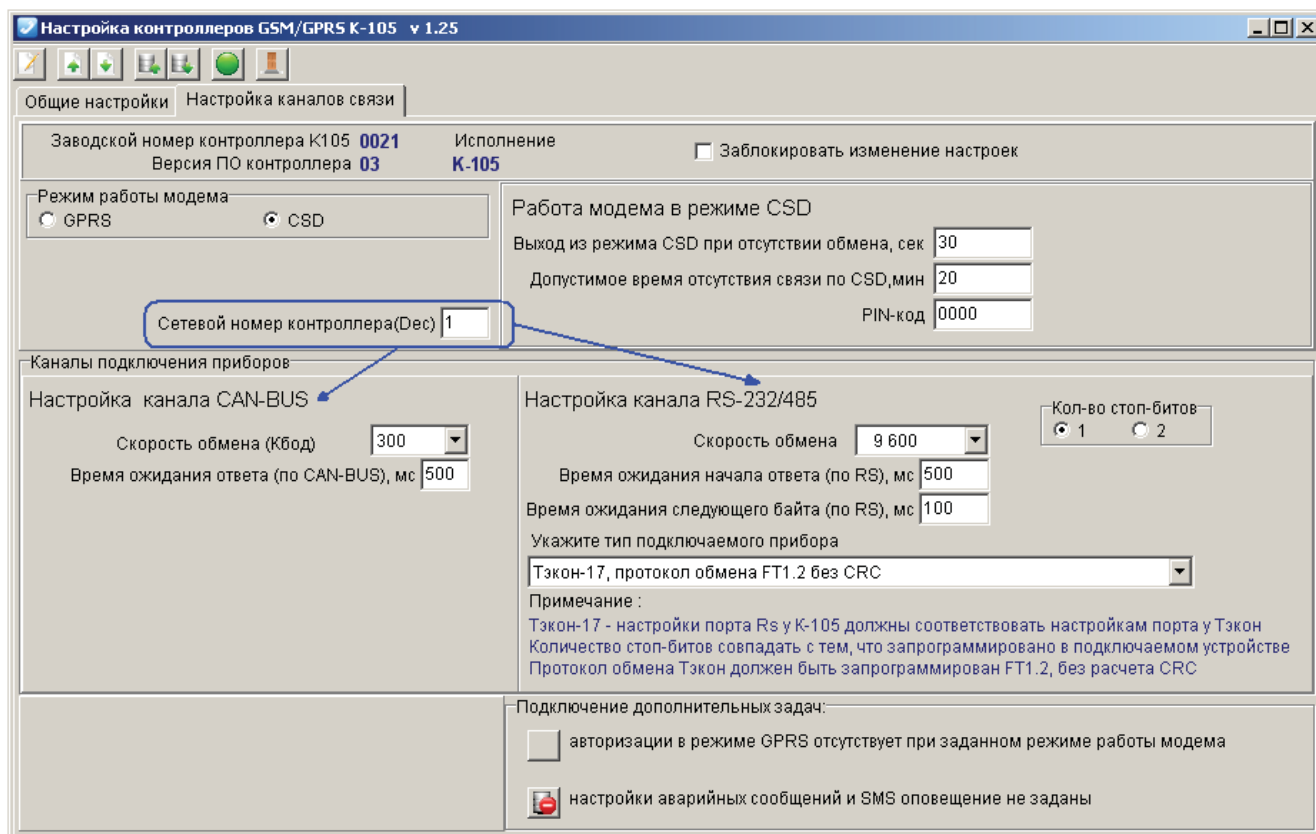 Настройка контроллеров GSM/GPRS K-105 v 1.25
Общие настройки
Настройка каналов связи
Заводской номер контроллера К105 0021
Исполнение
Версия ПО контроллера 03
К-105
Заблокировать изменение настроек
Режим работы модема
GPRS
CSD
Сетевой номер контроллера(Dec) 1
Работа модема в режиме CSD
Выход из режима CSD при отсутствии обмена, сек 30
Допустимое время отсутствия связи по CSD,мин 20
PIN-код 0000
Каналы подключения приборов
Настройка канала CAN-BUS
Скорость обмена (Кбод) 300
Время ожидания ответа (по CAN-BUS), мс 500
Настройка канала RS-232/485
Скорость обмена 9 600
Кол-во стоп-битов
1
2
Время ожидания начала ответа (по RS), мс 500
Время ожидания следующего байта (по RS), мс 100
Укажите тип подключаемого прибора
Тэкон-17, протокол обмена FT1.2 без CRC
Примечание :
Тэкон-17 - настройки порта Rs у К-105 должны соответствовать настройкам порта у Тэкон
Количество стоп-битов совпадать с тем, что запрограммировано в подключаемом устройстве
Протокол обмена Тэкон должен быть запрограммирован FT1.2, без расчета CRC
Подключение дополнительных задач:
авторизации в режиме GPRS отсутствует при заданном режиме работы модема
настройки аварийных сообщений и SMS оповещение не заданы